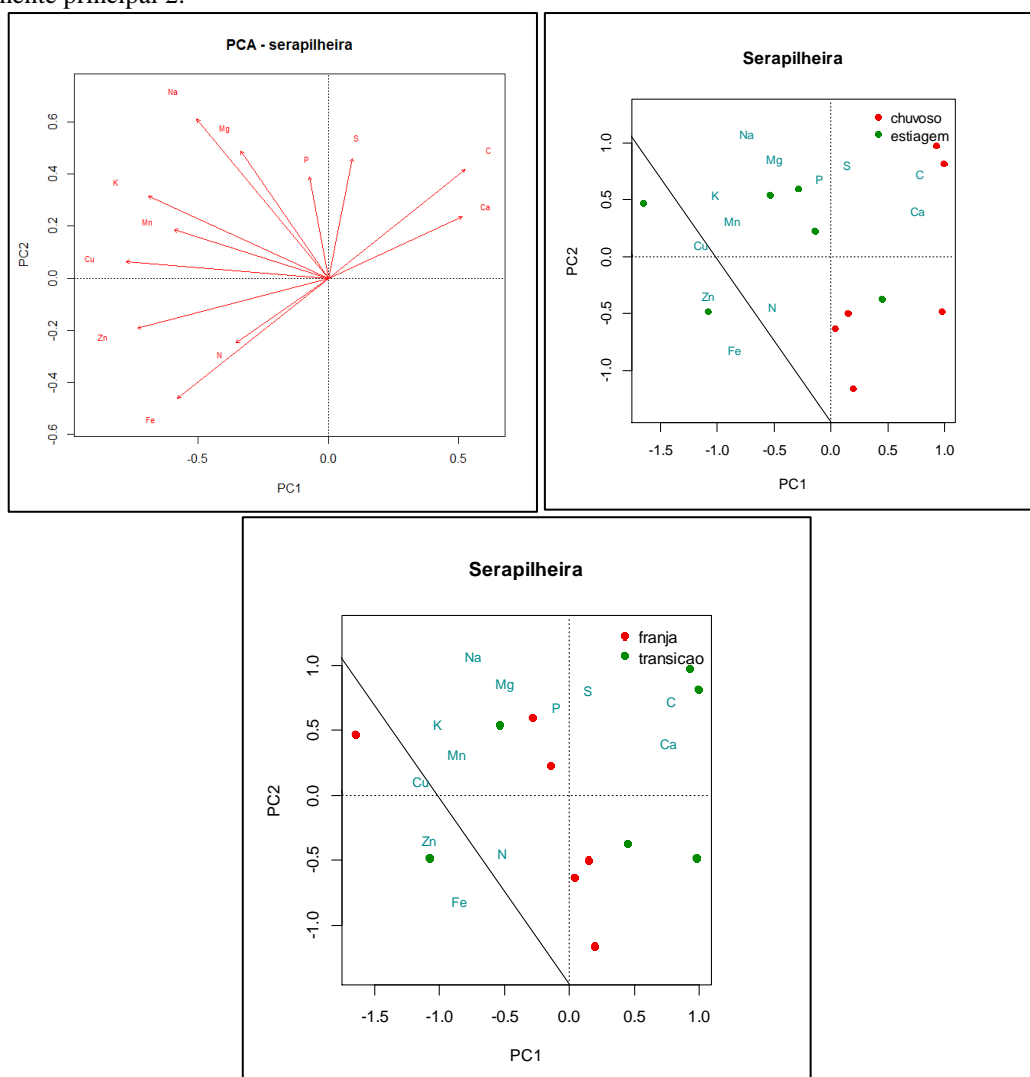 nente principal 2.
PCA - serapilheira
Na
Mg
S
P
C
K
Ca
Mn
Cu
Zn
N
Fe
PC2
-0.6 -0.4 -0.2 0.0 0.2 0.4 0.6
-0.5 0.0 0.5
PC1
Serapilheira
chuvoso
estiagem
Na
Mg
S
P
C
K
Ca
Mn
Cu
Zn
N
Fe
PC2
-1.0 -0.5 0.0 0.5 1.0
-1.5 -1.0 -0.5 0.0 0.5 1.0
PC1
Serapilheira
franja
transicao
Na
Mg
S
P
C
K
Ca
Mn
Cu
Zn
N
Fe
PC2
-1.0 -0.5 0.0 0.5 1.0
-1.5 -1.0 -0.5 0.0 0.5 1.0
PC1